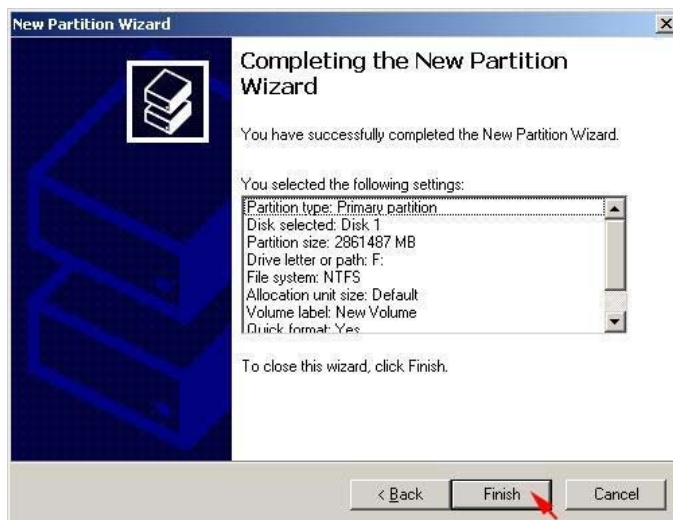 New Partition Wizard
Completing the New Partition
Wizard
You have successfully completed the New Partition Wizard.
You selected the following settings:
Partition type: Primary partition
Disk selected: Disk 1
Partition size: 2861487 MB
Drive letter or path: F:
File system: NTFS
Allocation unit size: Default
Volume label: New Volume
Quick format: Yes
To close this wizard, click Finish.
< Back
Finish
Cancel